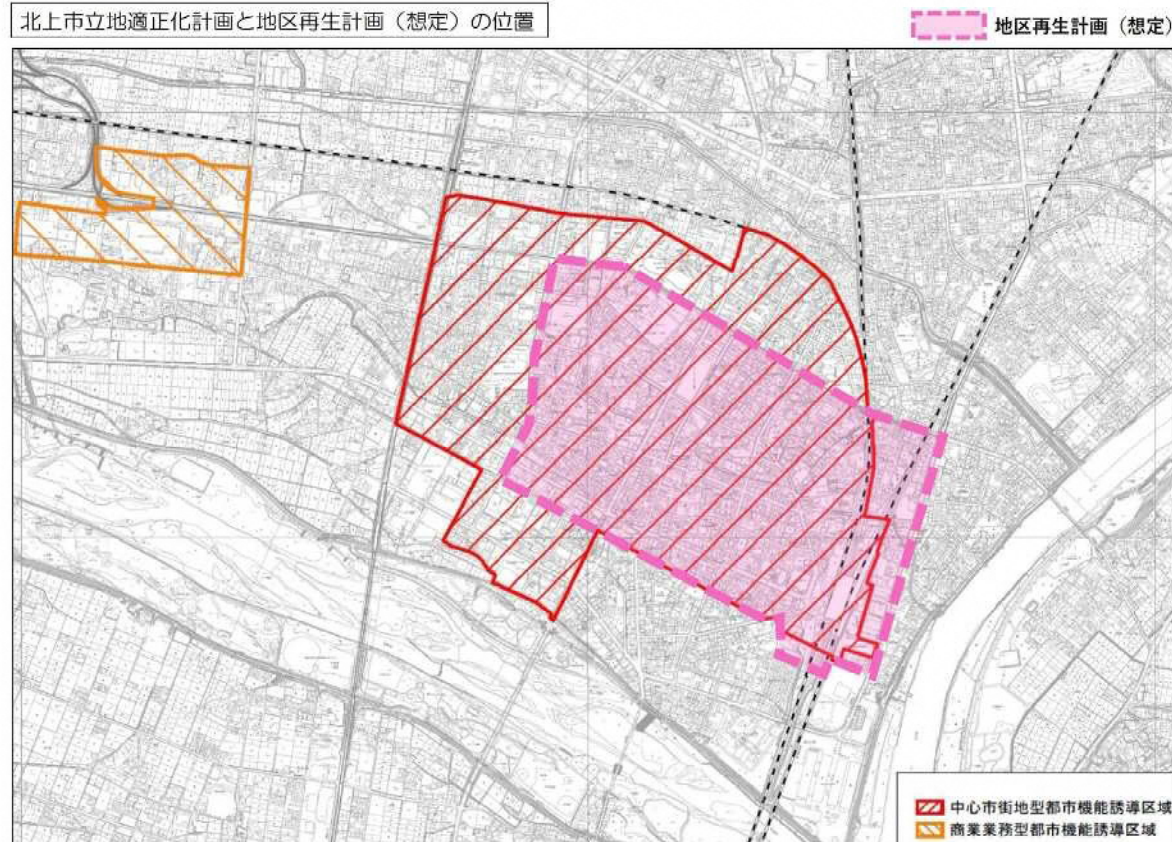 北上市立地適正化計画と地区再生計画（想定）の位置
地区再生計画（想定）
中心市街地型都市機能誘導区域
商業業務型都市機能誘導区域